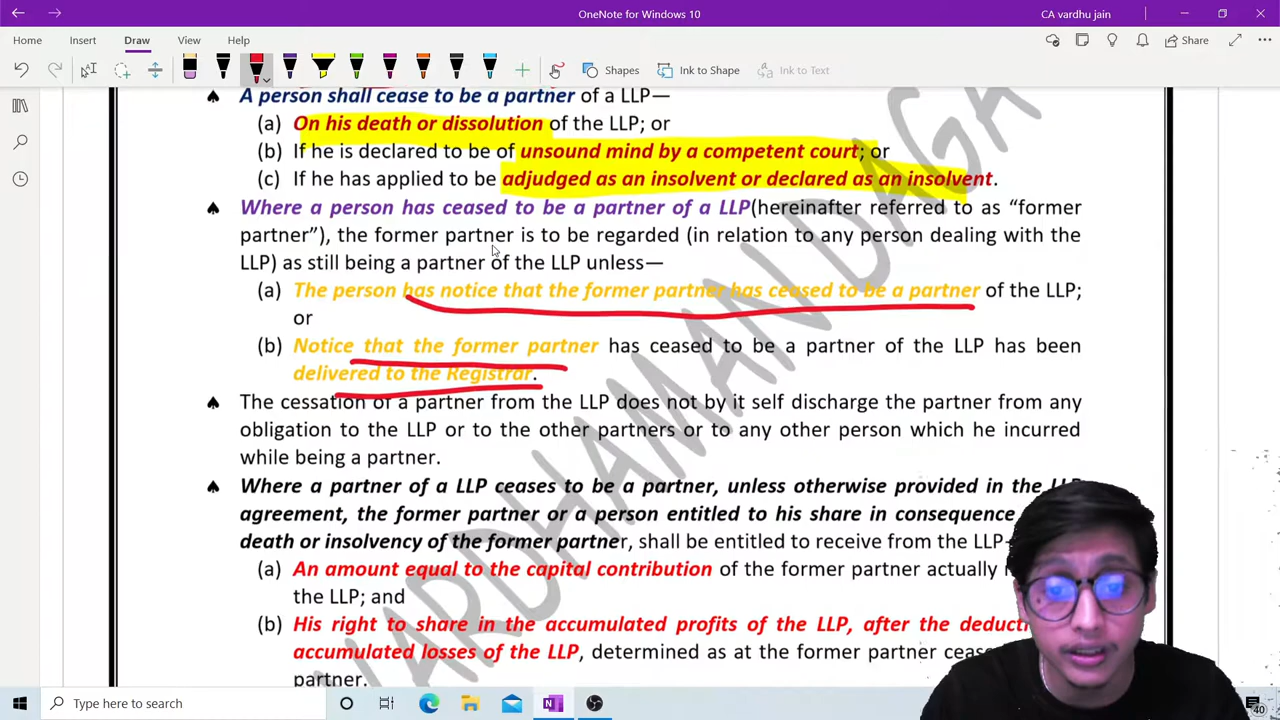 OneNote for Windows 10
CA vardhu jain
Home Insert Draw View Help
Share
Shapes
Ink to Shape
Ink to Text
A person shall cease to be a partner of a LLP—
(a) On his death or dissolution of the LLP; or
(b) If he is declared to be of unsound mind by a competent court; or
(c) If he has applied to be adjudged as an insolvent or declared as an insolvent.
Where a person has ceased to be a partner of a LLP(hereinafter referred to as “former
partner”), the former partner is to be regarded (in relation to any person dealing with the
LLP) as still being a partner of the LLP unless—
(a) The person has notice that the former partner has ceased to be a partner of the LLP;
or
(b) Notice that the former partner has ceased to be a partner of the LLP has been
delivered to the Registrar.
The cessation of a partner from the LLP does not by it self discharge the partner from any
obligation to the LLP or to the other partners or to any other person which he incurred
while being a partner.
Where a partner of a LLP ceases to be a partner, unless otherwise provided in the LLP
agreement, the former partner or a person entitled to his share in consequence
death or insolvency of the former partner, shall be entitled to receive from the LLP—
(a) An amount equal to the capital contribution of the former partner actually
the LLP; and
(b) His right to share in the accumulated profits of the LLP, after the
accumulated losses of the LLP, determined as at the former partner
partner.
VARDHAMAN DAGA
Type here to search
40